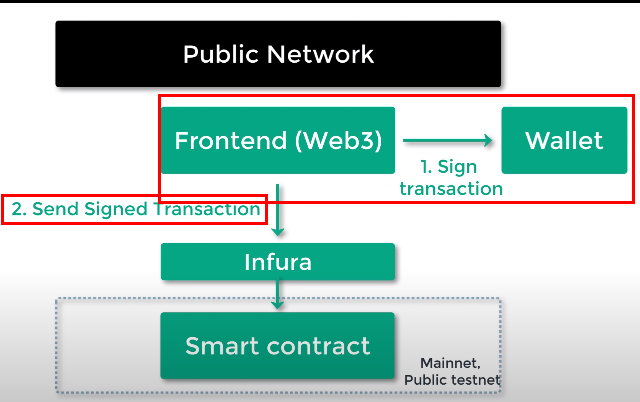 Public Network
Frontend (Web3)
Wallet
1. Sign
transaction
2. Send Signed Transaction
Infura
Smart contract
Mainnet,
Public testnet